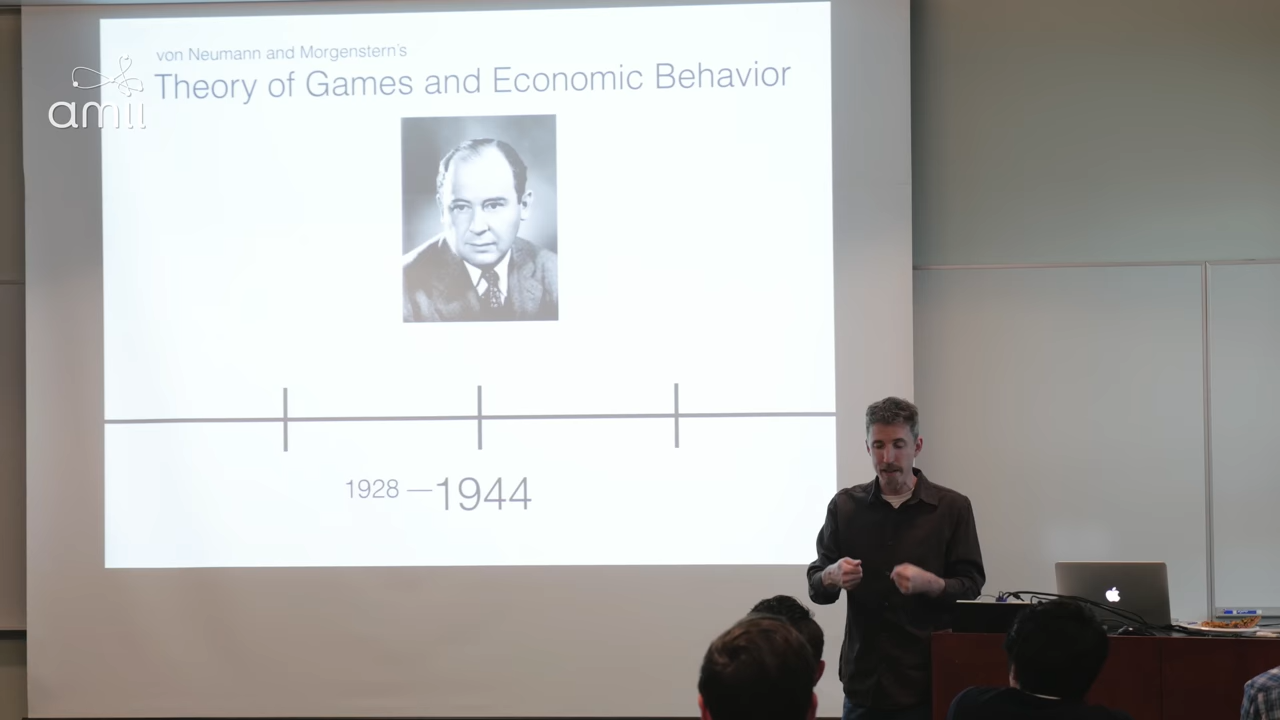 von Neumann and Morgenstern's
Theory of Games and Economic Behavior
amii
1928 — 1944